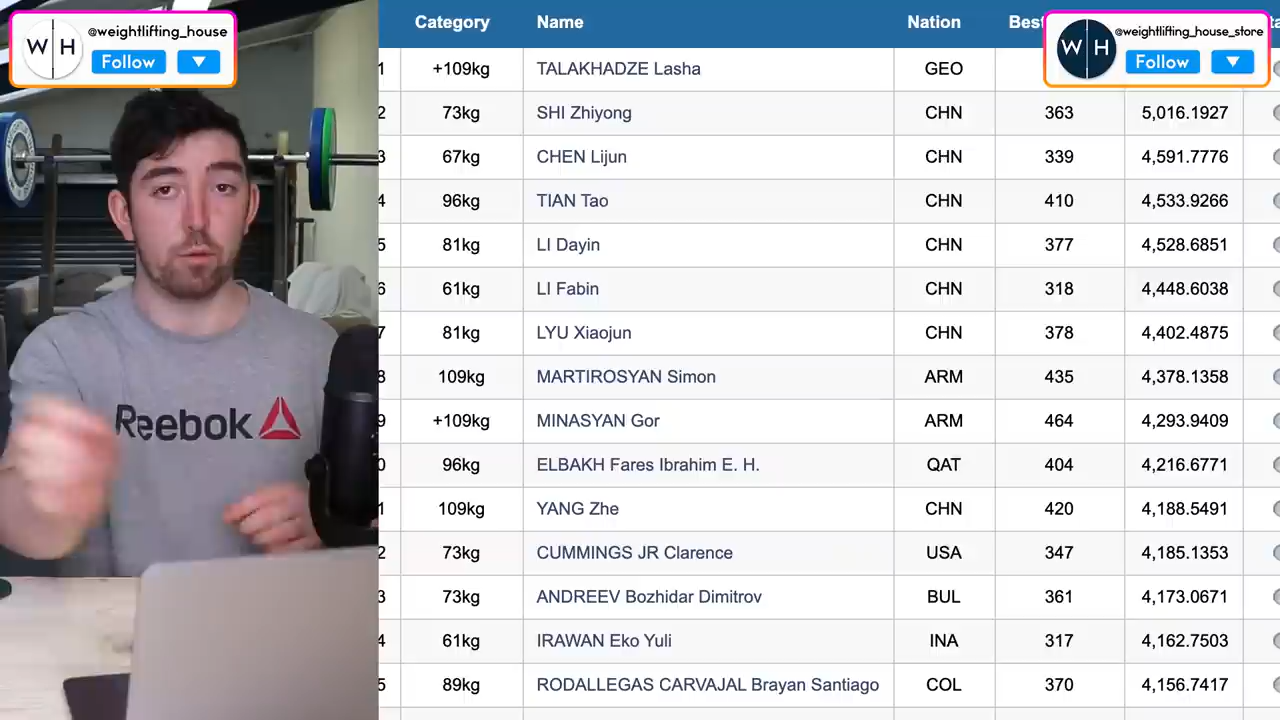 W H
@weightlifting_house
Follow
Category Name Nation Best
W H
@weightlifting_house_store
Follow
1 +109kg TALAKHADZE Lasha GEO
2 73kg SHI Zhiyong CHN 363 5,016.1927
3 67kg CHEN Lijun CHN 339 4,591.7776
4 96kg TIAN Tao CHN 410 4,533.9266
5 81kg LI Dayin CHN 377 4,528.6851
6 61kg LI Fabin CHN 318 4,448.6038
7 81kg LYU Xiaojun CHN 378 4,402.4875
8 109kg MARTIROSYAN Simon ARM 435 4,378.1358
9 +109kg MINASYAN Gor ARM 464 4,293.9409
0 96kg ELBAKH Fares Ibrahim E. H. QAT 404 4,216.6771
1 109kg YANG Zhe CHN 420 4,188.5491
2 73kg CUMMINGS JR Clarence USA 347 4,185.1353
3 73kg ANDREEV Bozhidar Dimitrov BUL 361 4,173.0671
4 61kg IRAWAN Eko Yuli INA 317 4,162.7503
5 89kg RODALLEGAS CARVAJAL Brayan Santiago COL 370 4,156.7417
Reebok